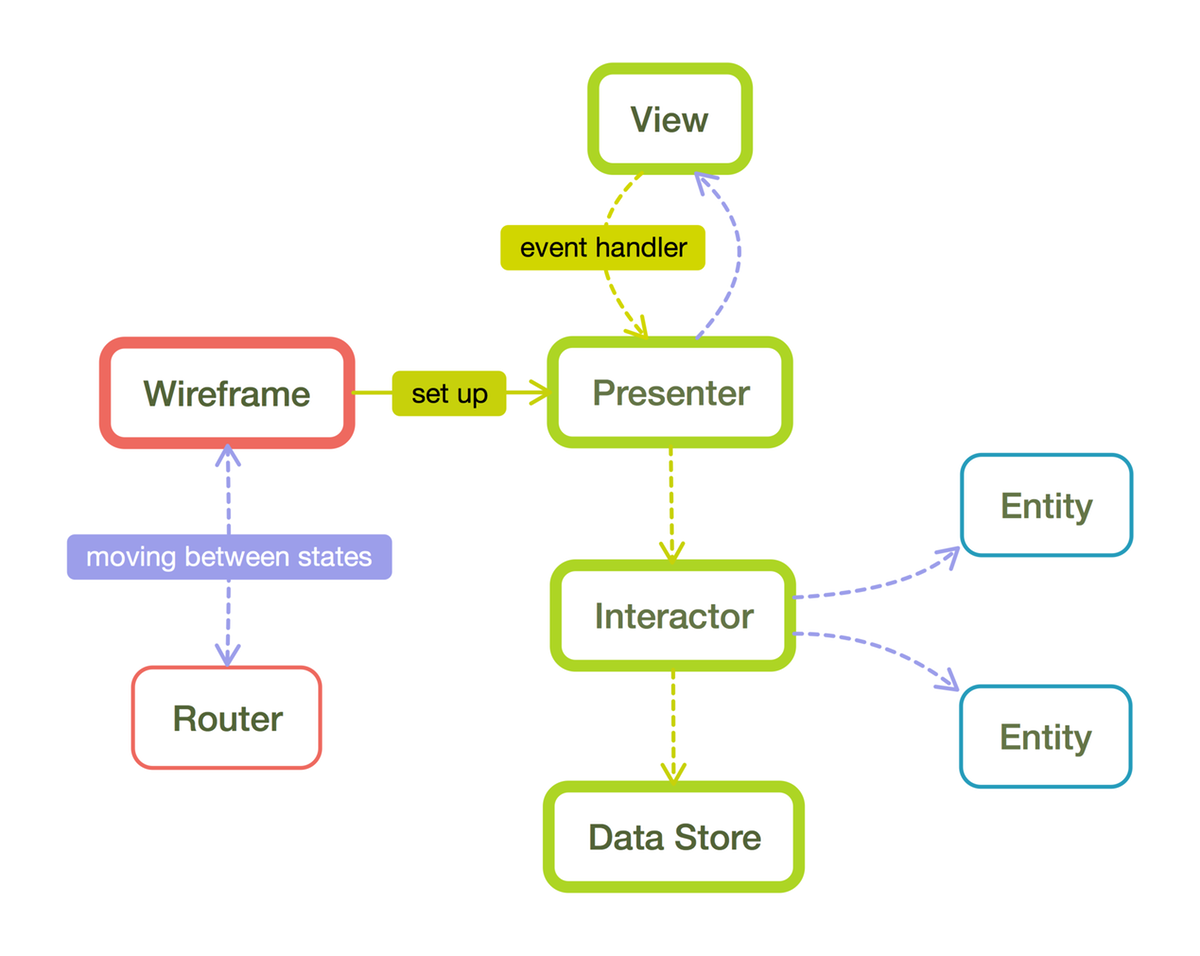 View
event handler
Wireframe
set up
Presenter
Entity
moving between states
Interactor
Router
Entity
Data Store